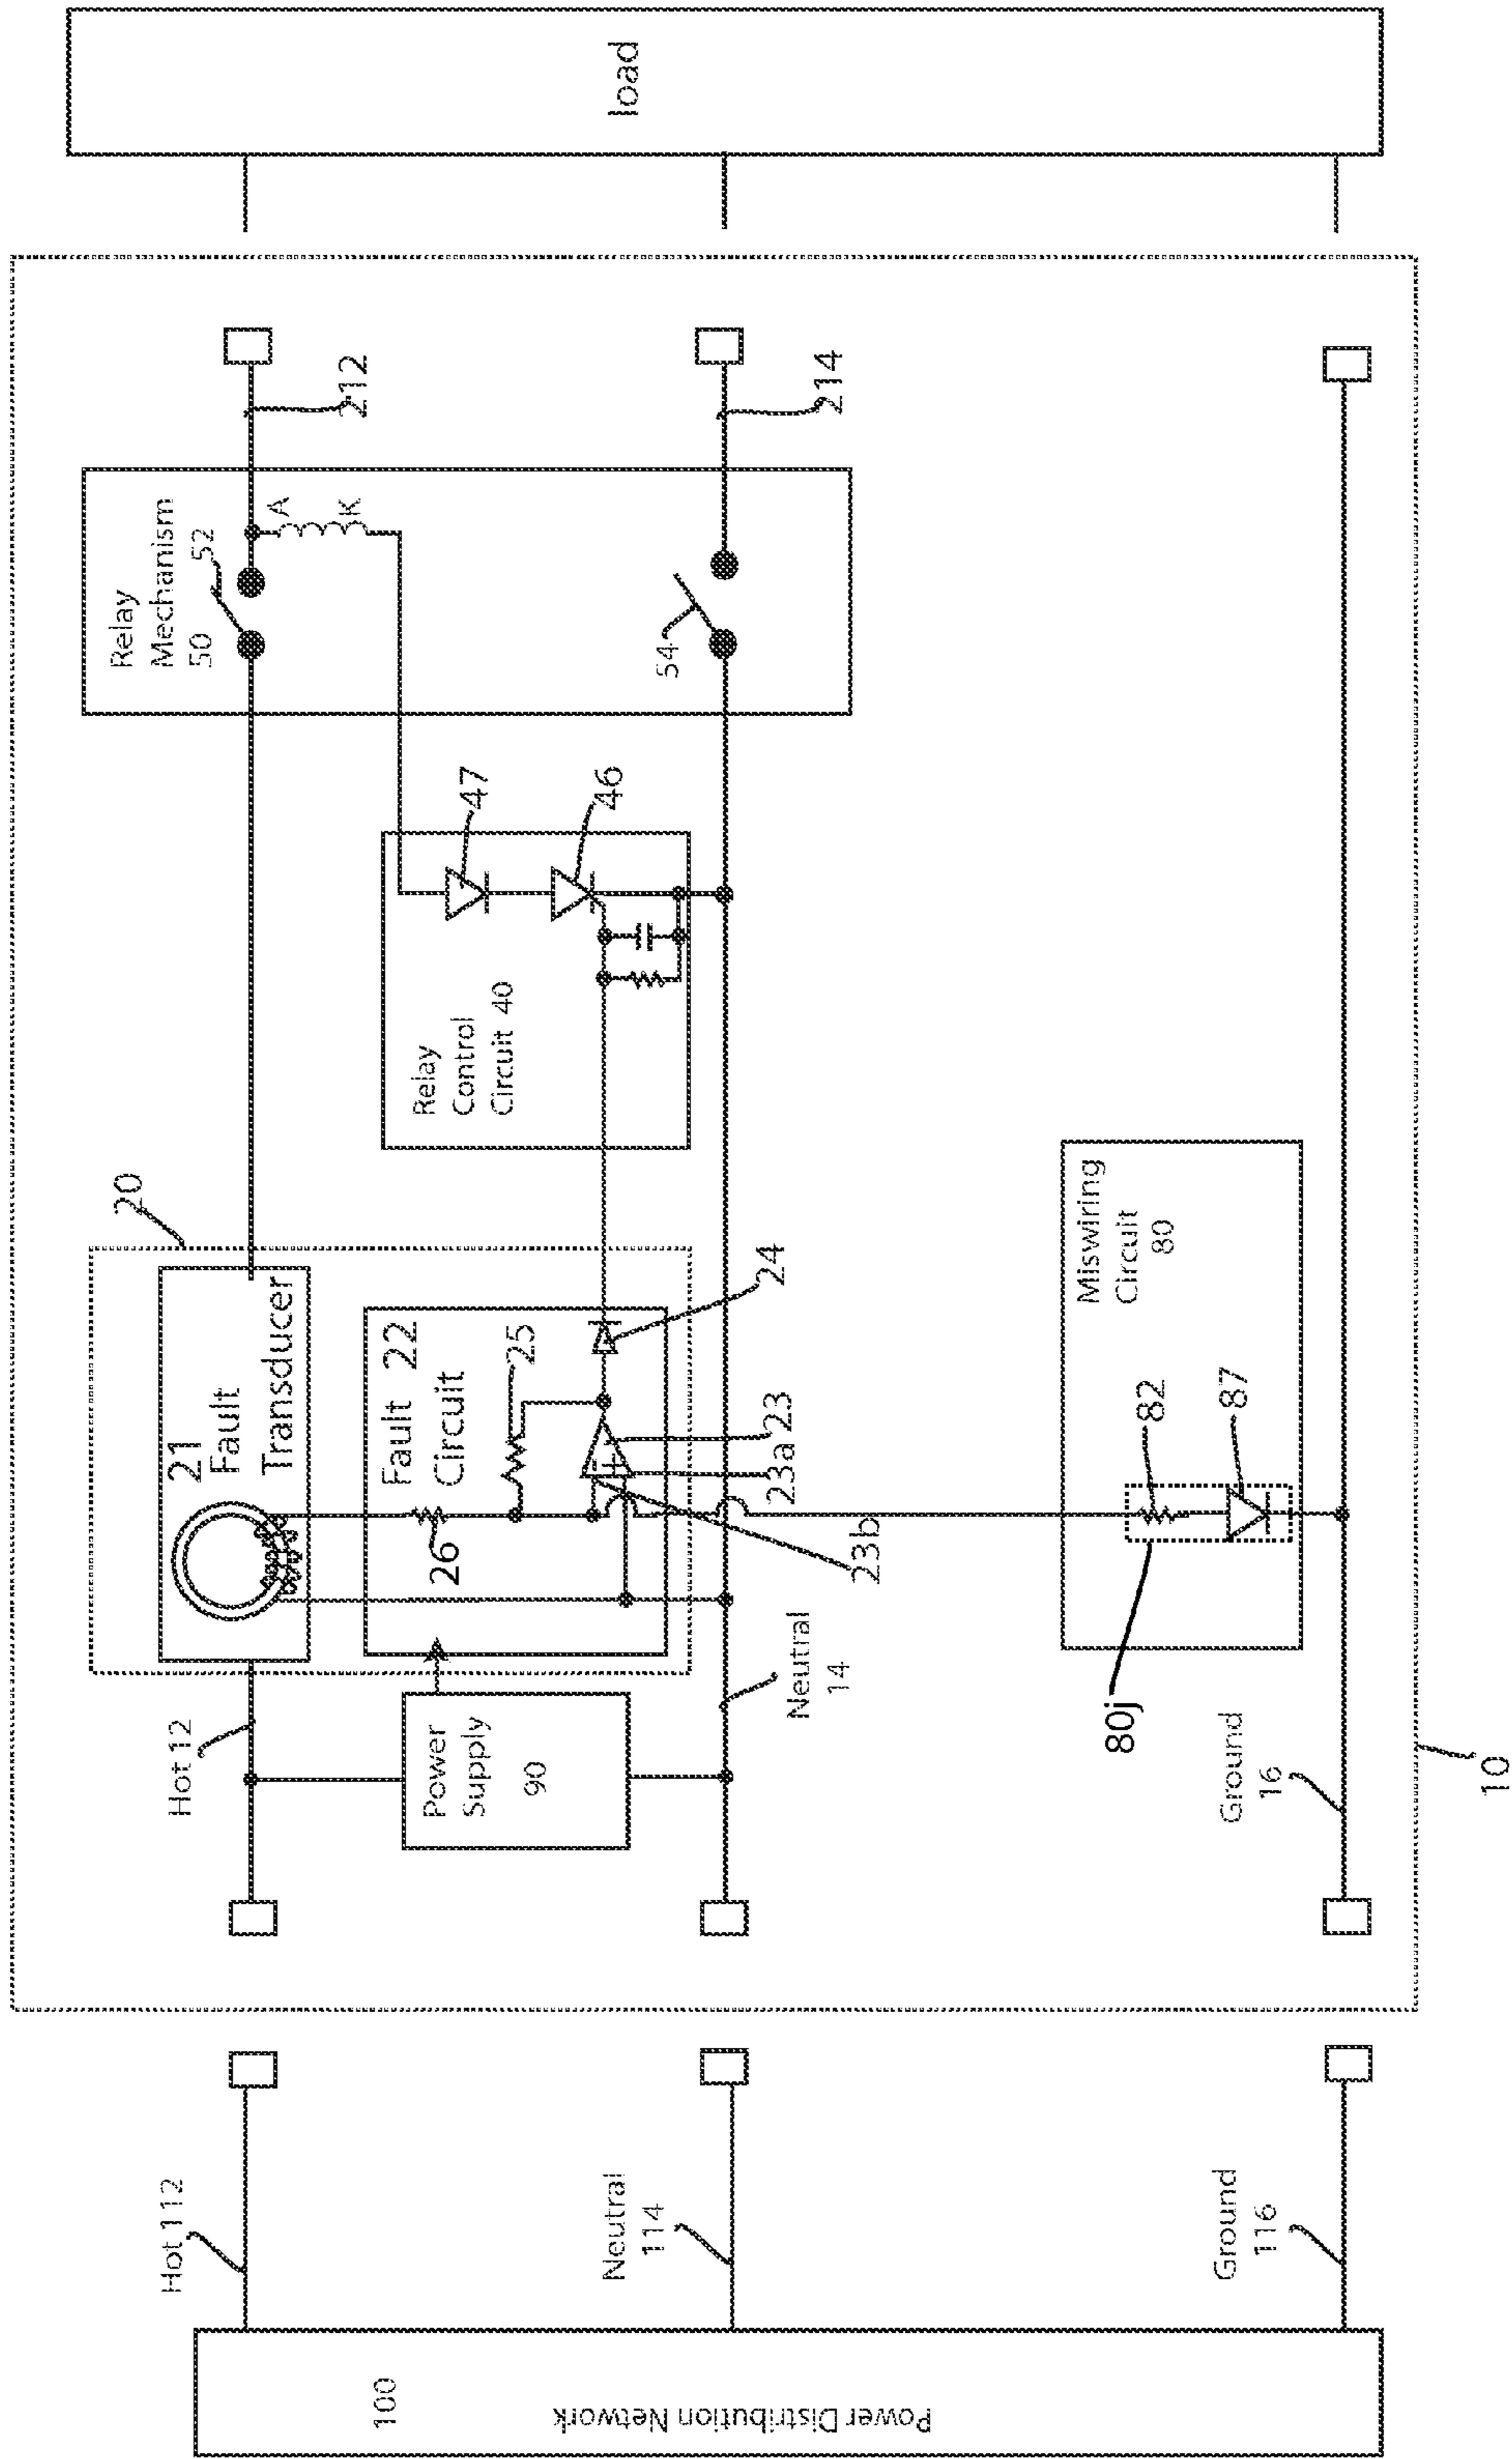 Power Distribution Network
100
Hot 112
Neutral
114
Ground
116
Hot 12
Power
Supply
90
Neutral
14
Ground
16
10
20
21
Fault
Transducer
Fault 22
Circuit
26
25
24
23
23a
23b
80j
82
87
Miswiring
Circuit
80
Relay
Control
Circuit 40
47
46
Relay
Mechanism
50
52
A
K
54
212
214
load